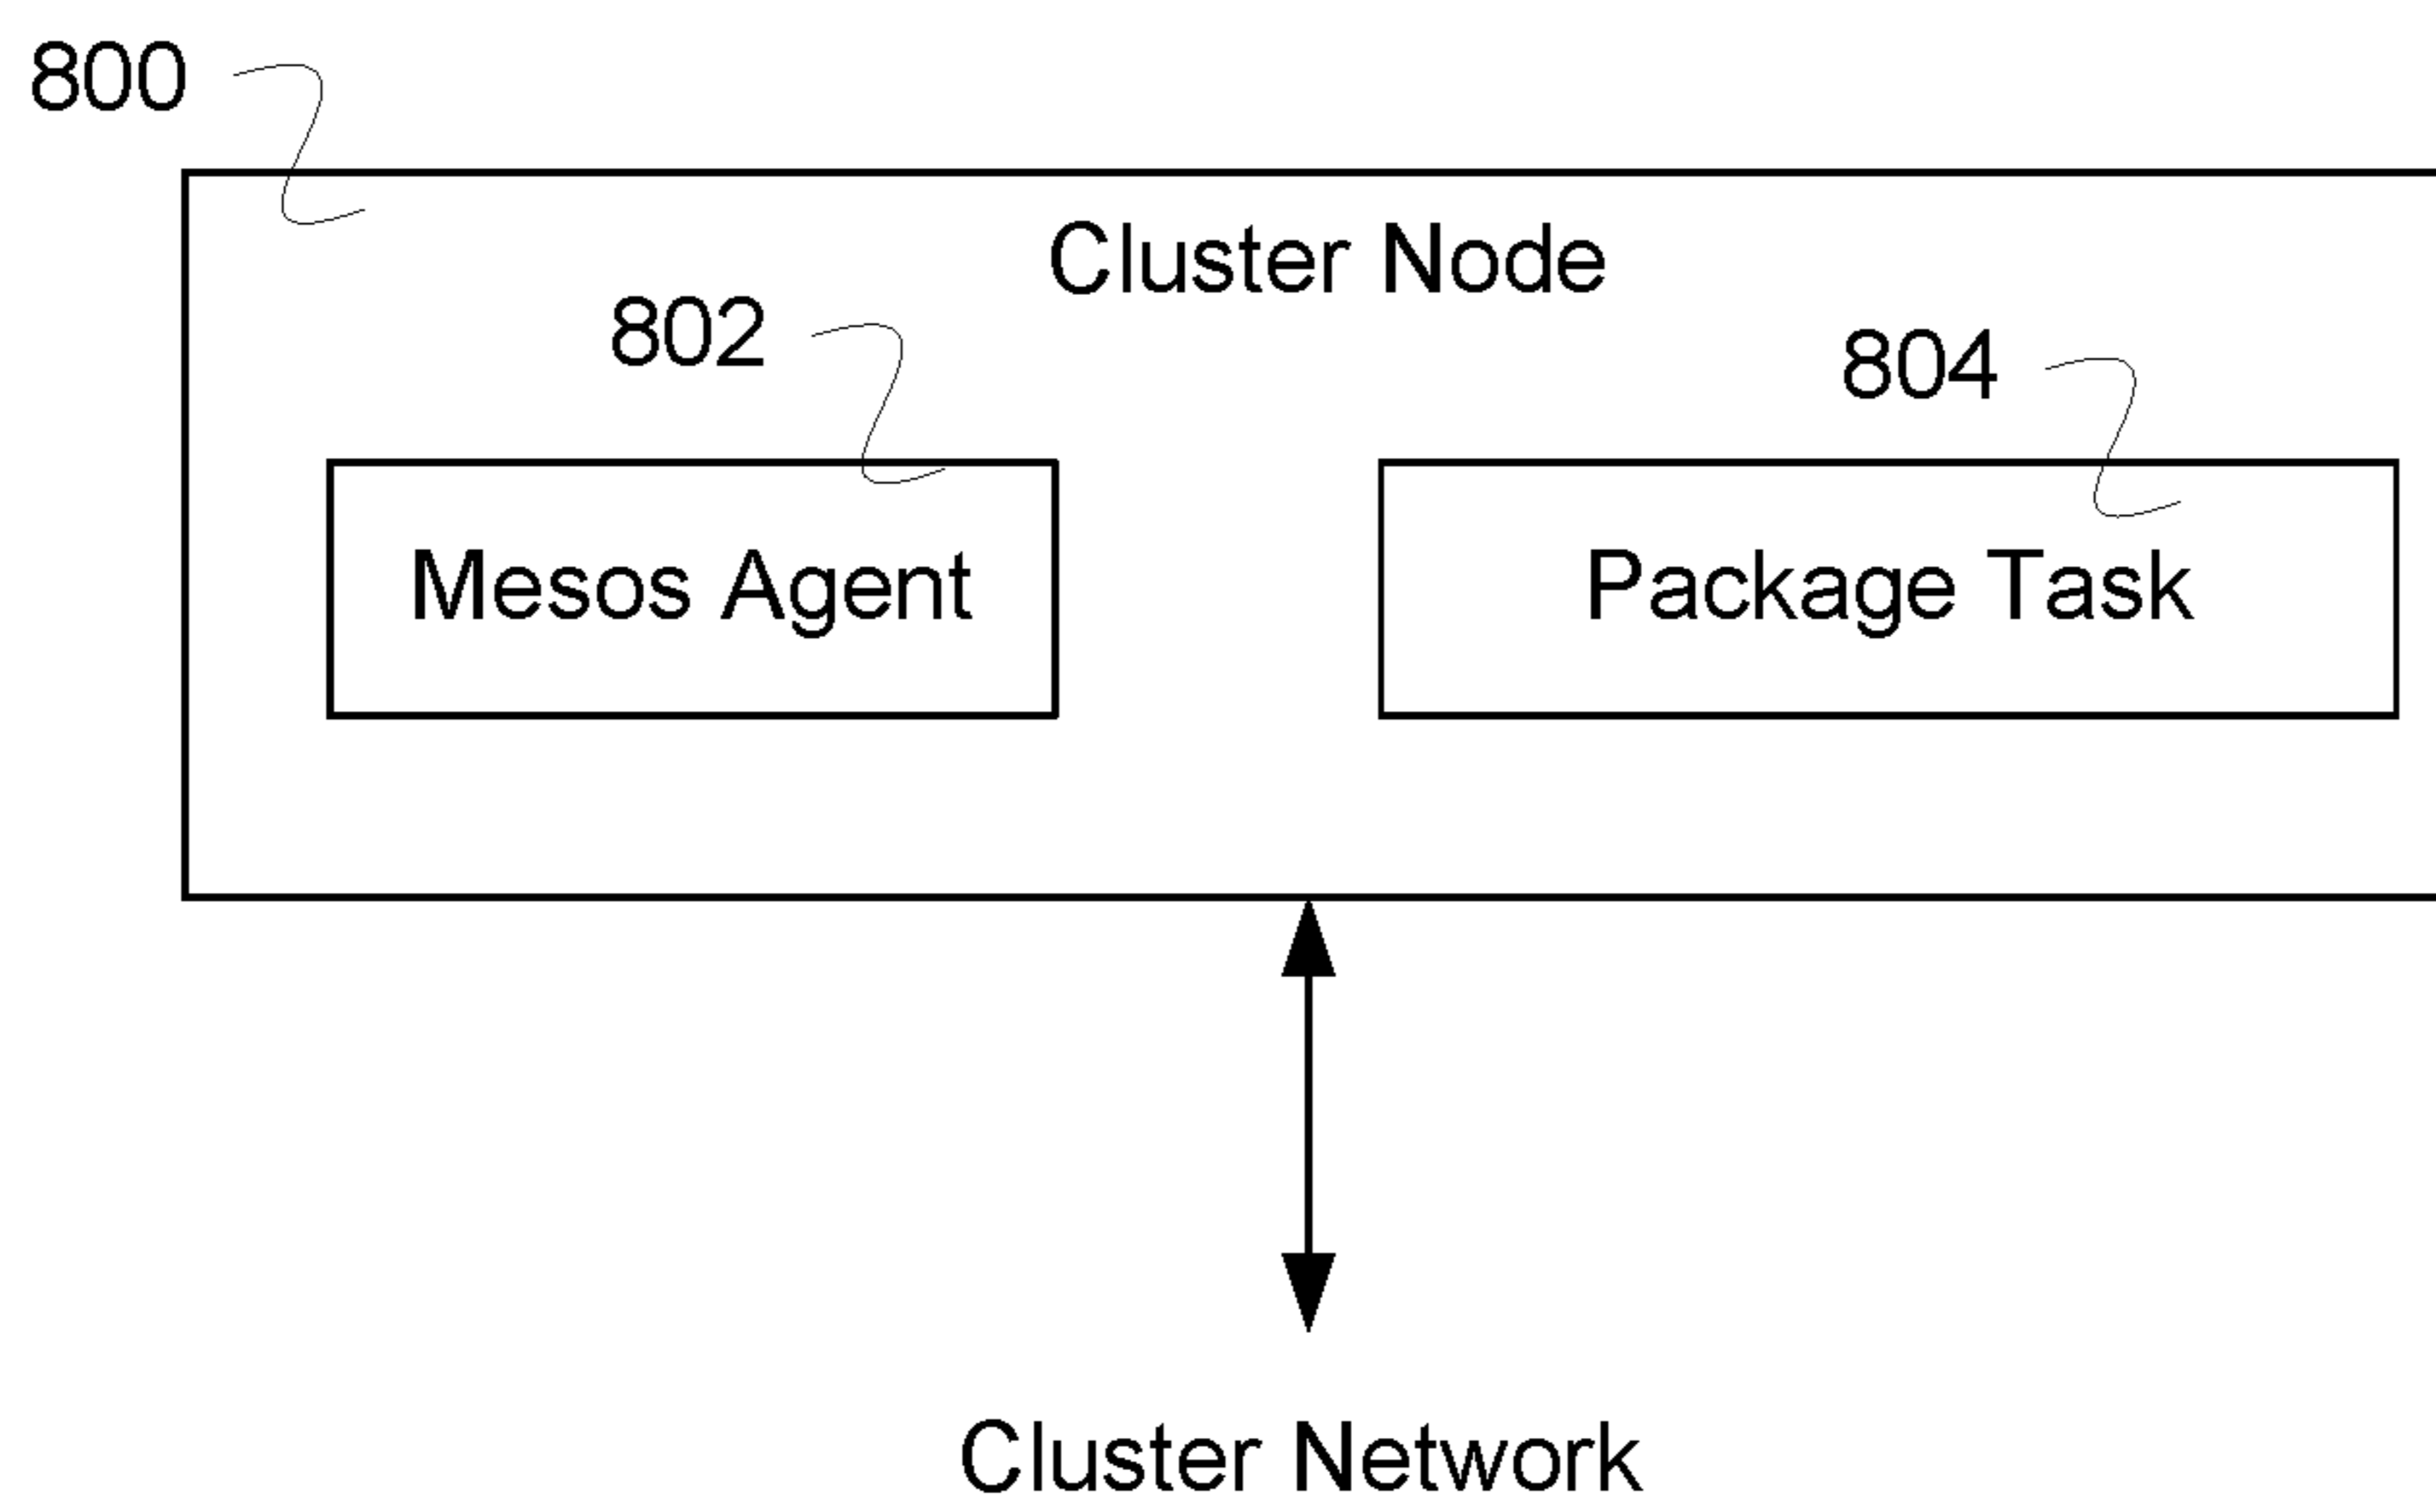 800
Cluster Node
802
804
Mesos Agent
Package Task
Cluster Network